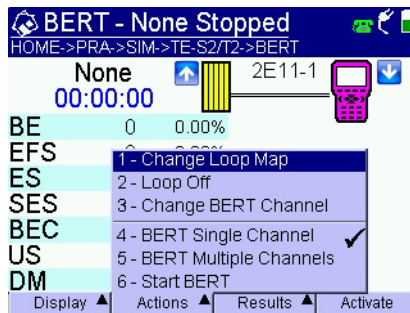 BERT - None Stopped
HOME->PRA->SIM->TE-S2/T2->BERT
None 2E11-1
00:00:00
BE 0 0.00%
EFS
ES
SES
BEC
US
DM
1 - Change Loop Map
2 - Loop Off
3 - Change BERT Channel
4 - BERT Single Channel
5 - BERT Multiple Channels
6 - Start BERT
Display Actions Results Activate